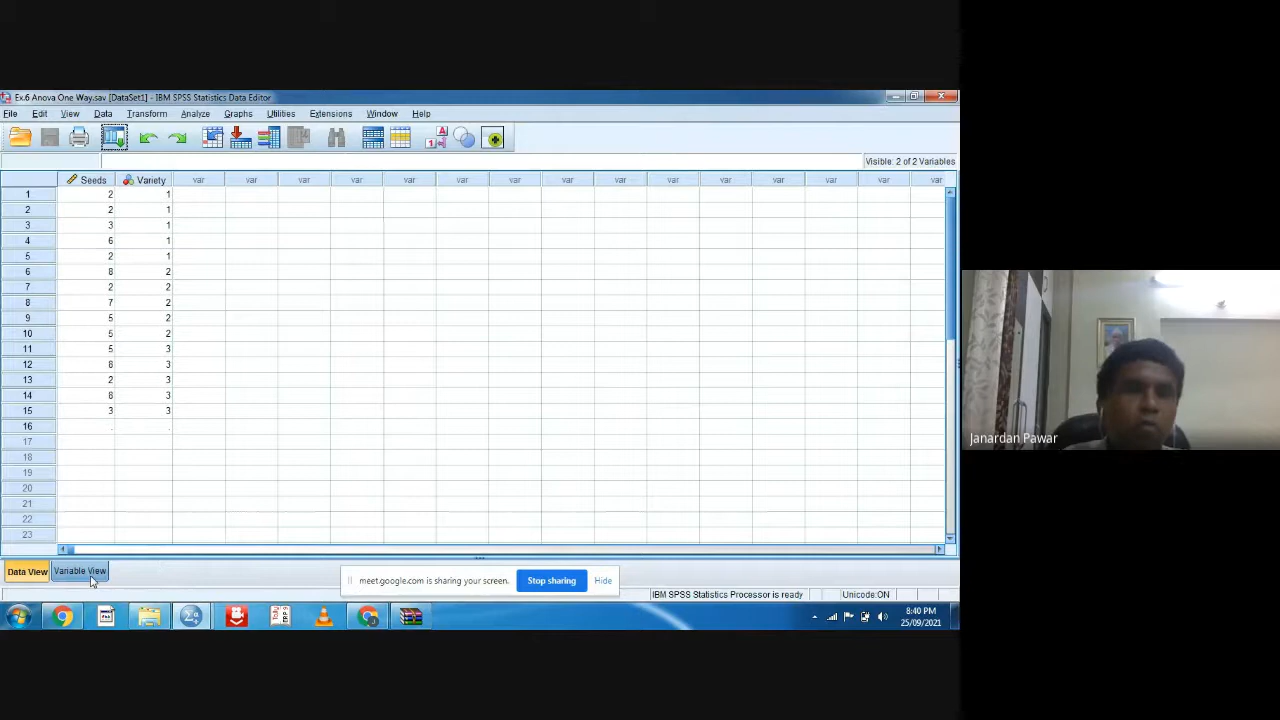 Ex.6 Anova One Way.sav [DataSet1] - IBM SPSS Statistics Data Editor
File Edit View Data Transform Analyze Graphs Utilities Extensions Window Help
Visible: 2 of 2 Variables
Seeds Variety var var var var var var var var var var var var var var var
1 2 1
2 2 1
3 3 1
4 6 1
5 2 1
6 8 2
7 2 2
8 7 2
9 5 2
10 5 2
11 5 3
12 8 3
13 2 3
14 8 3
15 3 3
16 . .
17
18
19
20
21
22
23
Data View Variable View
meet.google.com is sharing your screen. Stop sharing Hide
IBM SPSS Statistics Processor is ready Unicode:ON
8:40 PM
25/09/2021
Janardan Pawar